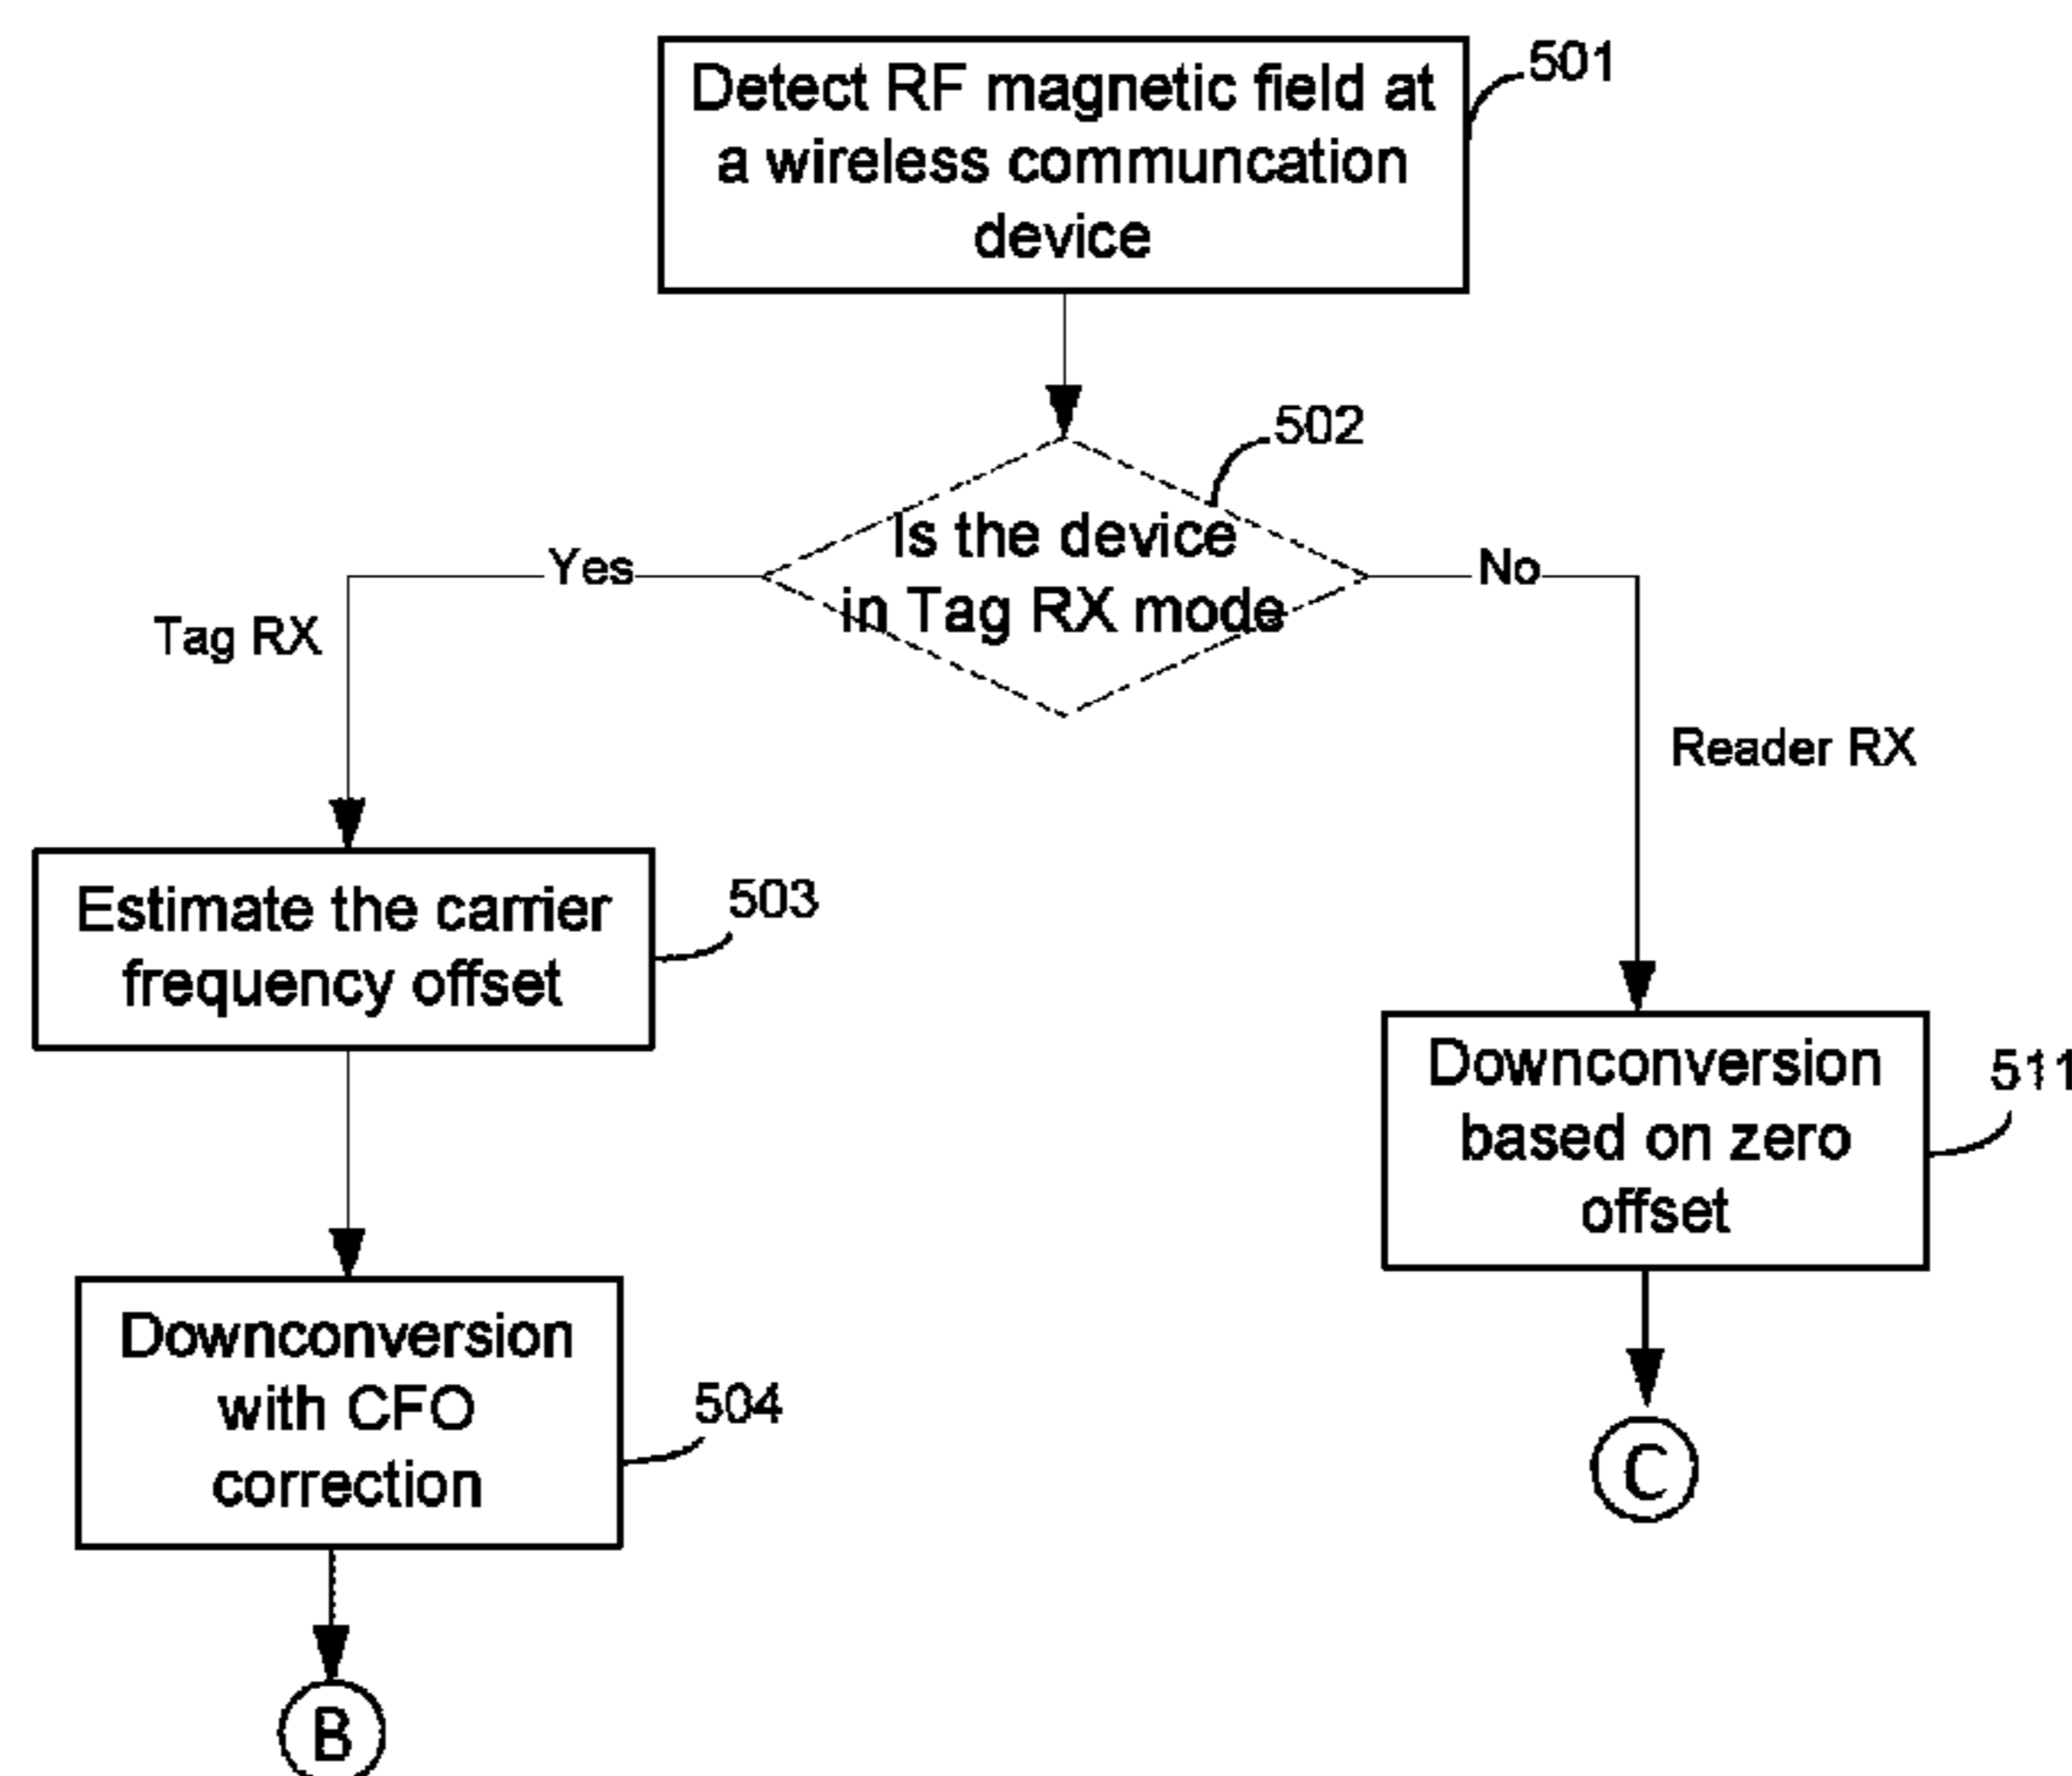 Detect RF magnetic field at
a wireless communcation
device
501
502
Is the device
in Tag RX mode
Yes
No
Tag RX
Reader RX
Estimate the carrier
frequency offset
503
Downconversion
based on zero
offset
511
Downconversion
with CFO
correction
504
C
B